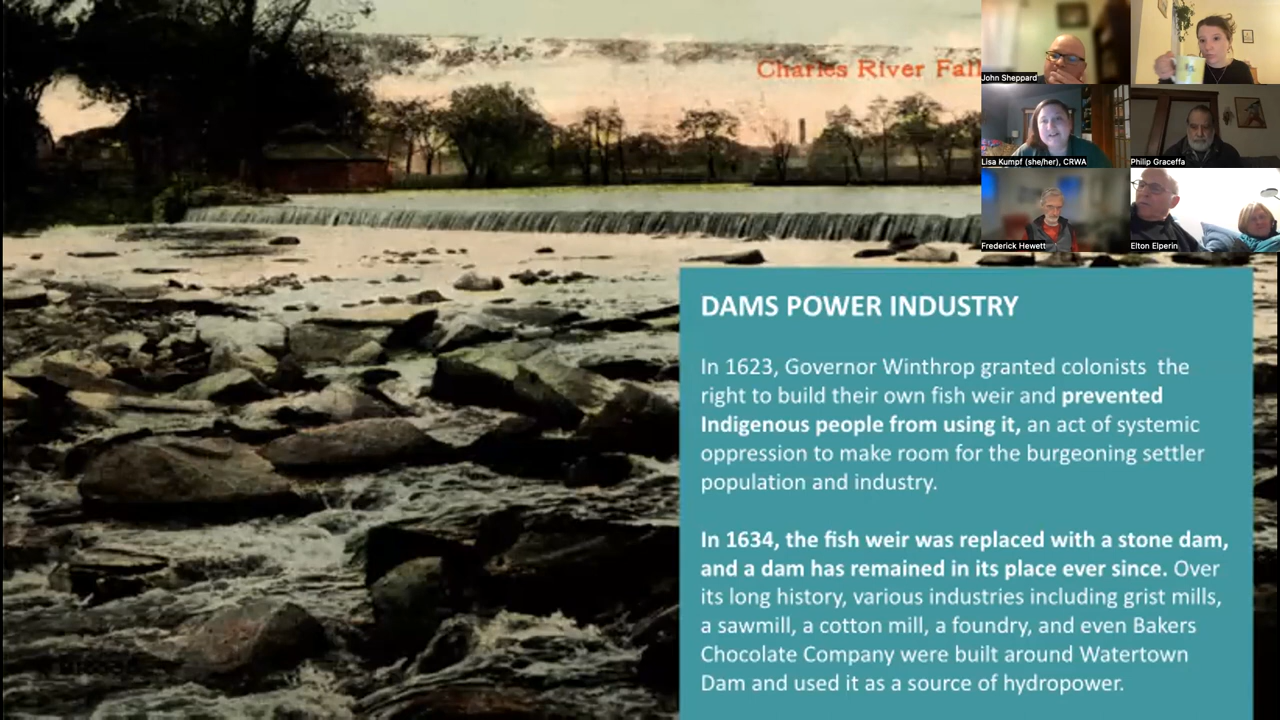 Charles River Fall
John Sheppard
Lisa Kumpf (she/her), CRWA
Philip Graceffa
Frederick Hewett
Elton Elperin
DAMS POWER INDUSTRY
In 1623, Governor Winthrop granted colonists the
right to build their own fish weir and prevented
Indigenous people from using it, an act of systemic
oppression to make room for the burgeoning settler
population and industry.
In 1634, the fish weir was replaced with a stone dam,
and a dam has remained in its place ever since. Over
its long history, various industries including grist mills,
a sawmill, a cotton mill, a foundry, and even Bakers
Chocolate Company were built around Watertown
Dam and used it as a source of hydropower.